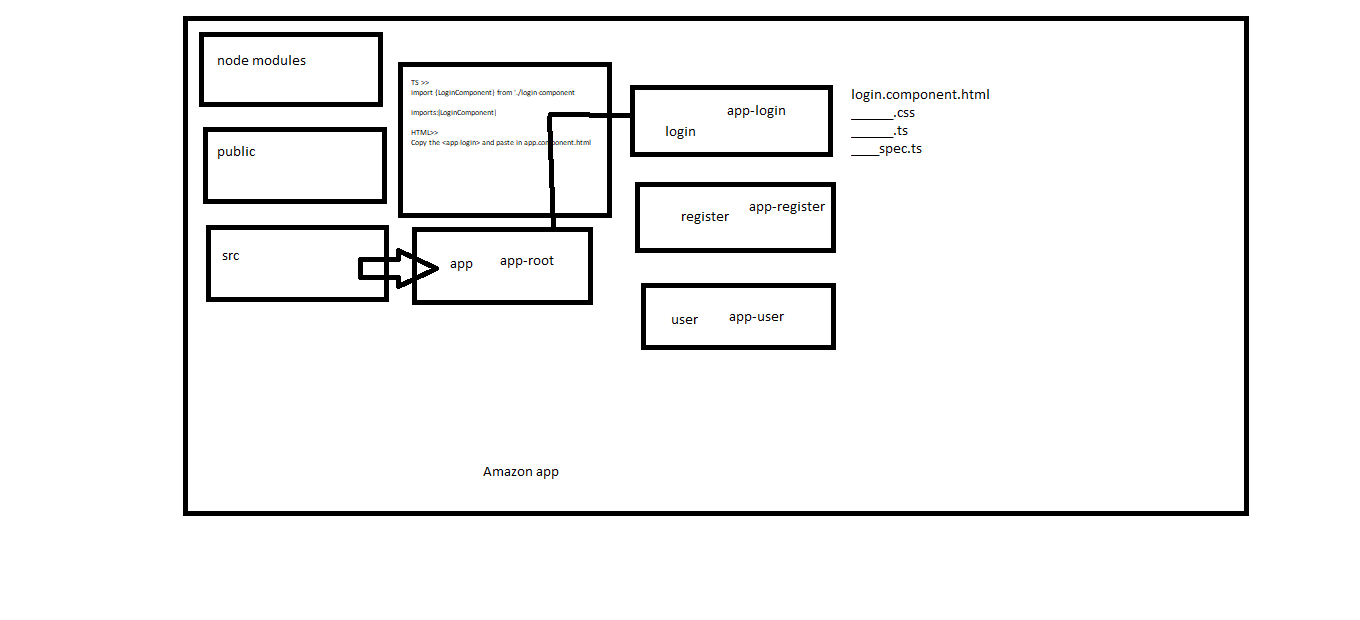 node modules
public
src
TS >>
import {LoginComponent} from './login component
imports:[LoginComponent]
HTML>>
Copy the <app login> and paste in app.component.html
app
app-root
app-login
login
login.component.html
______.css
______.ts
____spec.ts
register
app-register
user
app-user
Amazon app